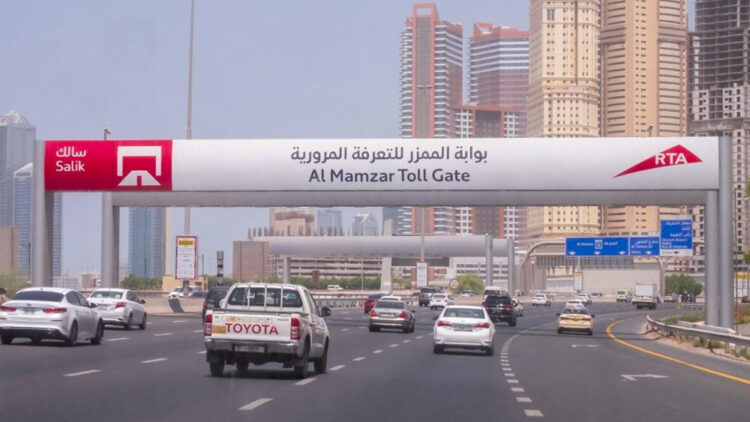 سالك
Salik
بوابة الممزر للتعرفة المرورية
Al Mamzar Toll Gate
RTA
TOYOTA